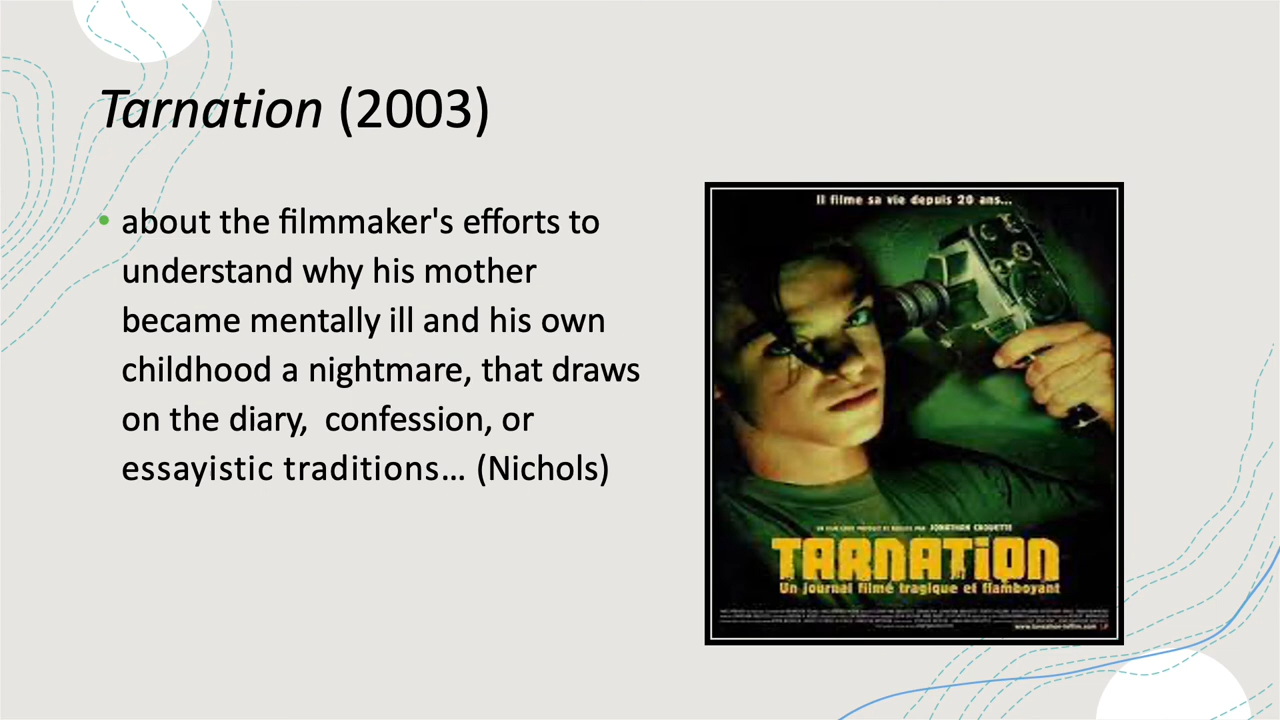 Tarnation (2003)
• about the filmmaker's efforts to
understand why his mother
became mentally ill and his own
childhood a nightmare, that draws
on the diary,  confession, or
essayistic traditions… (Nichols)
Il filme sa vie depuis 20 ans...
JONATHAN CAOUETTE
TARNATiON
Un journal filmé tragique et flamboyant